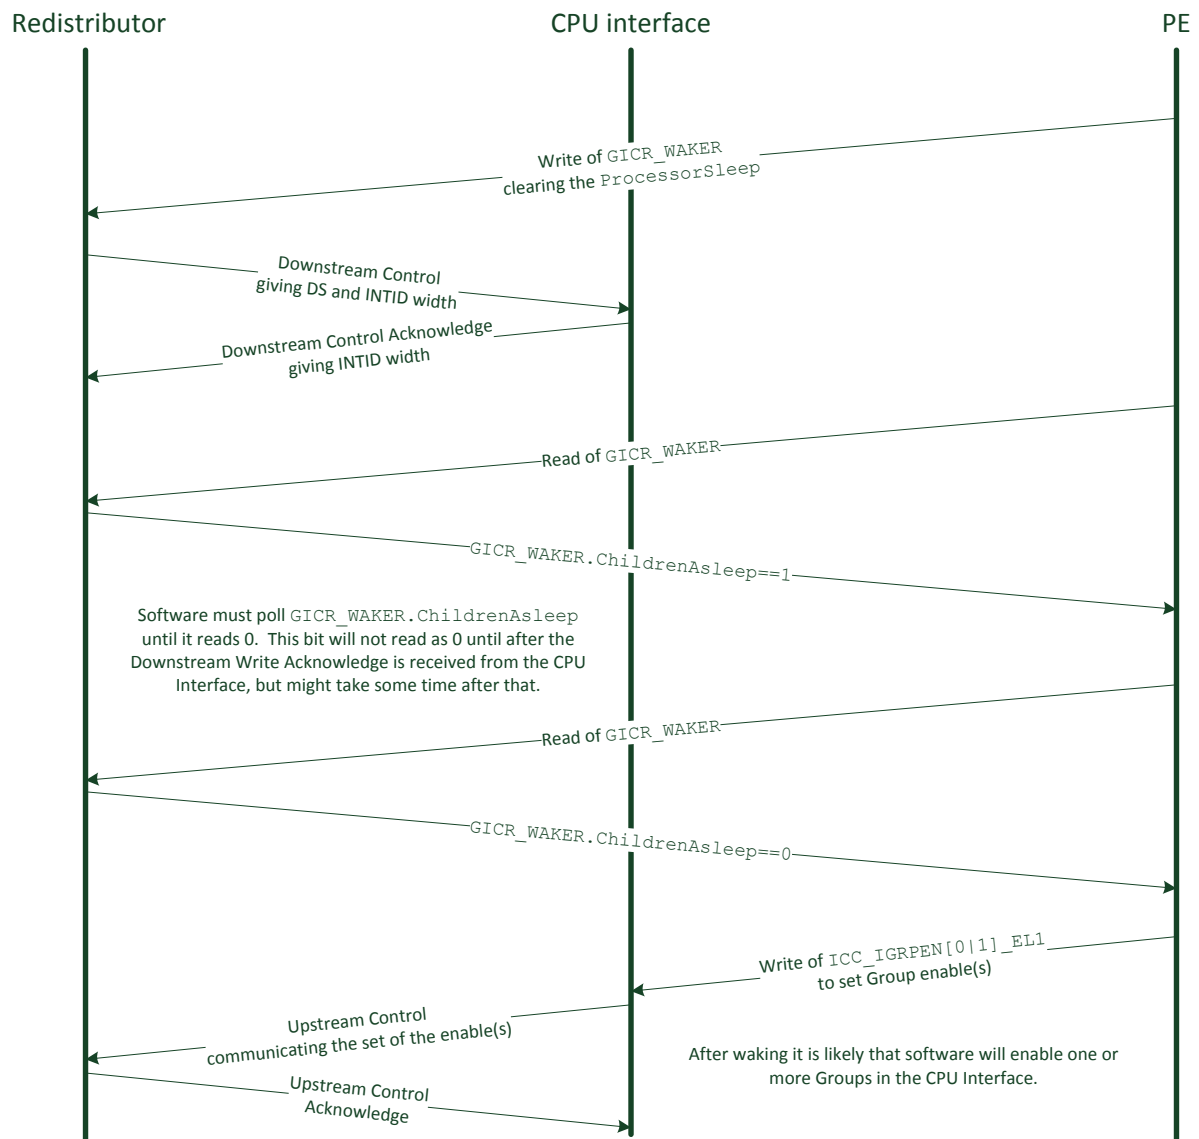 Redistributor
CPU interface
PE
Write of GICR_WAKER
clearing the ProcessorSleep
Downstream Control
giving DS and INTID width
Downstream Control Acknowledge
giving INTID width
Read of GICR_WAKER
GICR_WAKER.ChildrenAsleep==1
Software must poll GICR_WAKER.ChildrenAsleep
until it reads 0. This bit will not read as 0 until after the
Downstream Write Acknowledge is received from the CPU
Interface, but might take some time after that.
Read of GICR_WAKER
GICR_WAKER.ChildrenAsleep==0
Write of ICC_IGRPEN[0|1]_EL1
to set Group enable(s)
Upstream Control
communicating the set of the enable(s)
After waking it is likely that software will enable one or
more Groups in the CPU Interface.
Upstream Control
Acknowledge